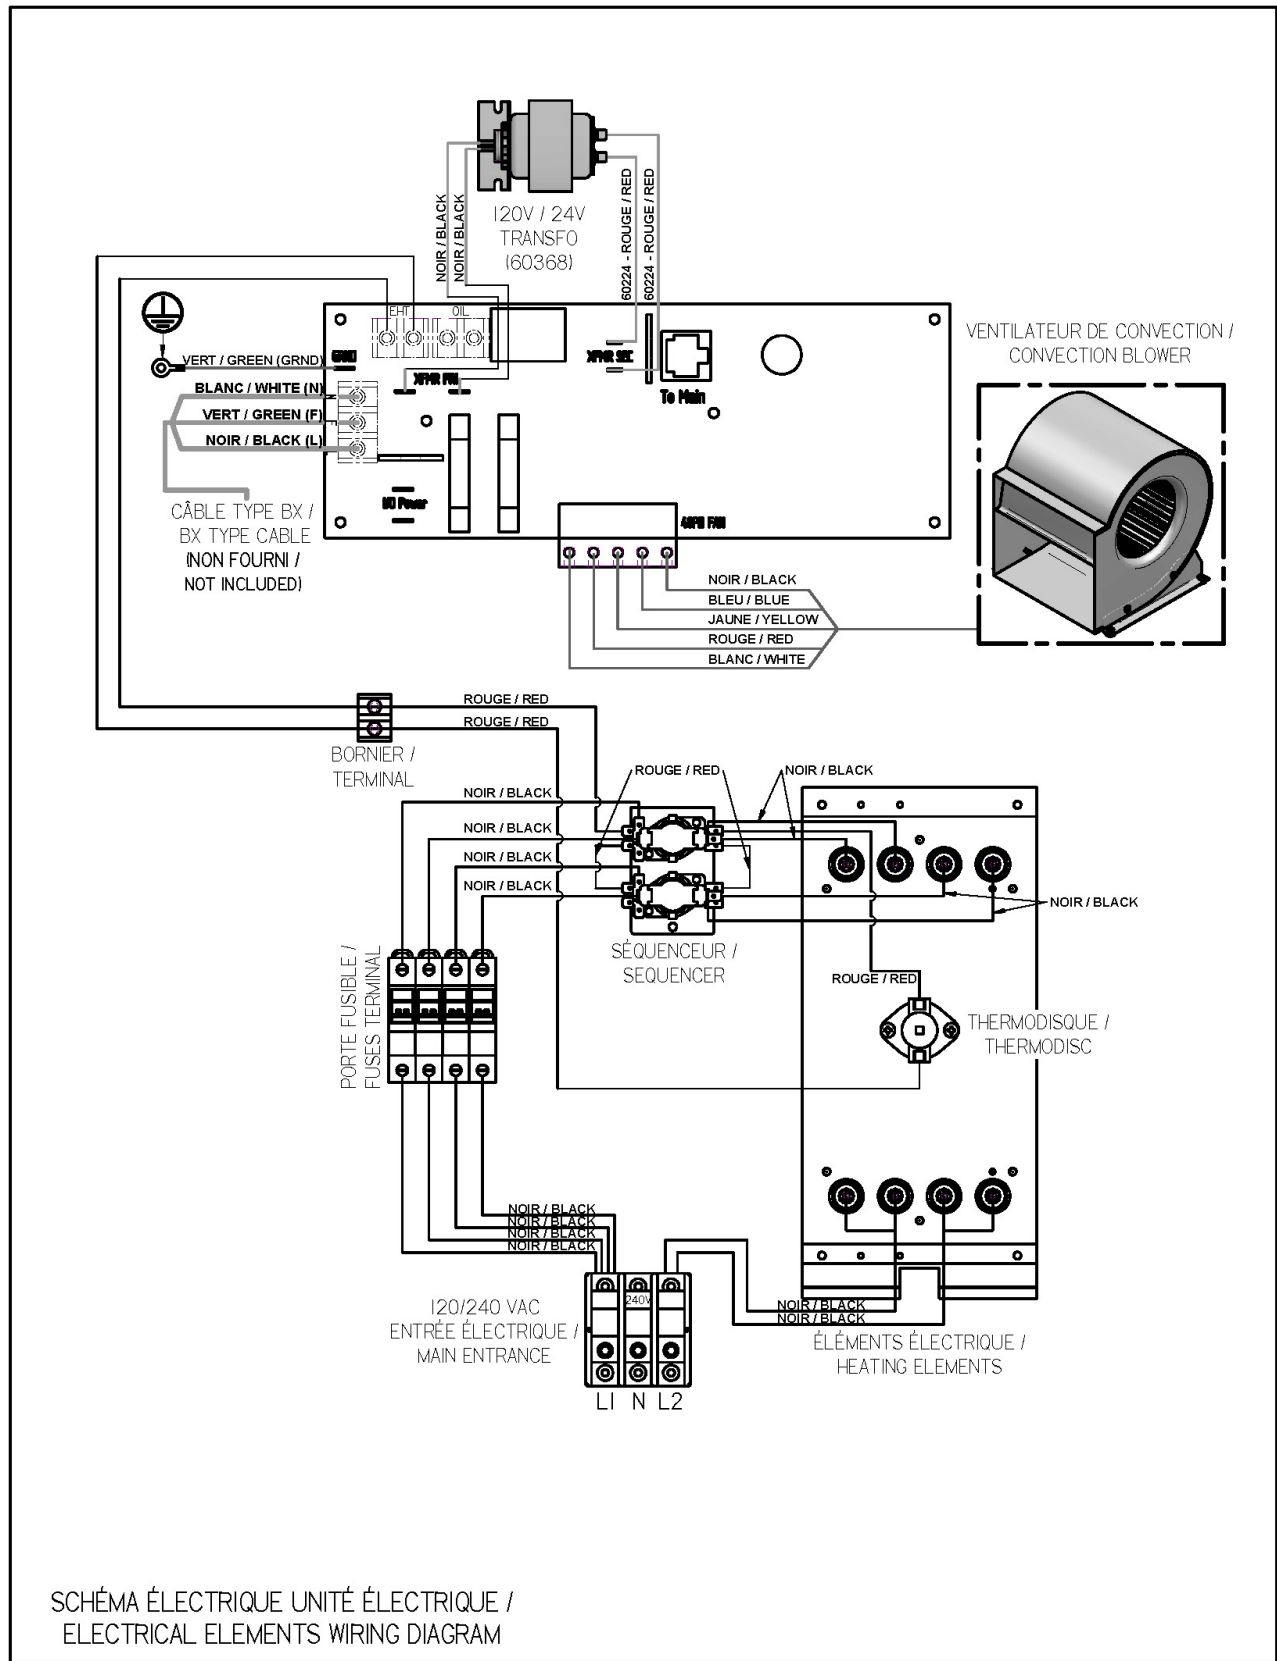 120V / 24V
TRANSFO
(60368)
NOIR / BLACK
NOIR / BLACK
60224 - ROUGE / RED
60224 - ROUGE / RED
EHT
OIL
VERT / GREEN (GRND)
GRND
XFMR PRI
XFMR SEC
To Main
BLANC / WHITE (N)
N
VERT / GREEN (F)
NOIR / BLACK (L)
L
CÂBLE TYPE BX /
BX TYPE CABLE
(NON FOURNI /
NOT INCLUDED)
VENTILATEUR DE CONVECTION /
CONVECTION BLOWER
NOIR / BLACK
BLEU / BLUE
JAUNE / YELLOW
ROUGE / RED
BLANC / WHITE
ROUGE / RED
ROUGE / RED
BORNIER /
TERMINAL
NOIR / BLACK
NOIR / BLACK
NOIR / BLACK
NOIR / BLACK
ROUGE / RED
NOIR / BLACK
NOIR / BLACK
SÉQUENCEUR /
SEQUENCER
ROUGE / RED
THERMODISQUE /
THERMODISC
PORTE FUSIBLE /
FUSES TERMINAL
NOIR / BLACK
NOIR / BLACK
NOIR / BLACK
NOIR / BLACK
120/240 VAC
ENTRÉE ÉLECTRIQUE /
MAIN ENTRANCE
240V
L1 N L2
NOIR / BLACK
NOIR / BLACK
ÉLÉMENTS ÉLECTRIQUE /
HEATING ELEMENTS
SCHÉMA ÉLECTRIQUE UNITÉ ÉLECTRIQUE /
ELECTRICAL ELEMENTS WIRING DIAGRAM